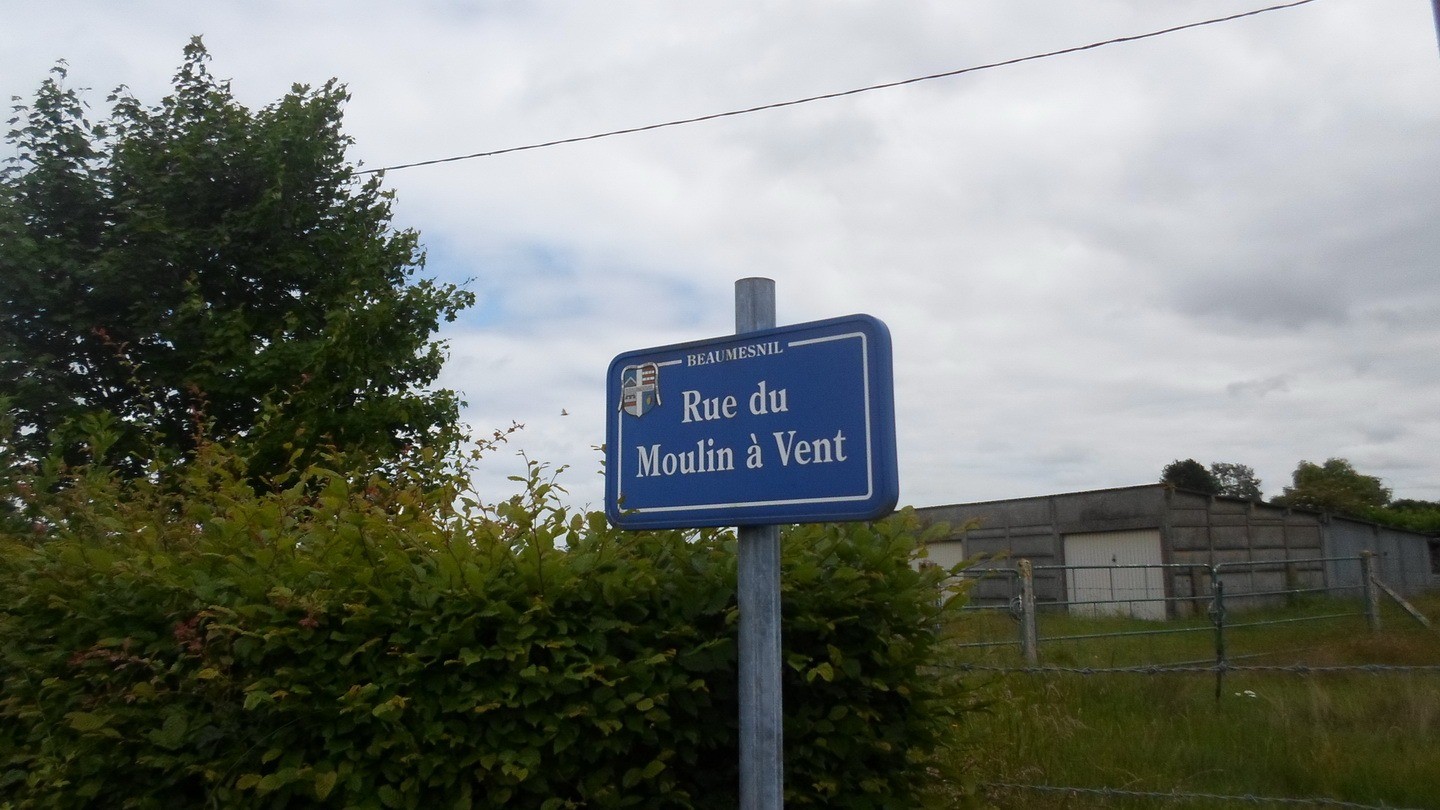 BEAUMESNIL
Rue du
Moulin à Vent